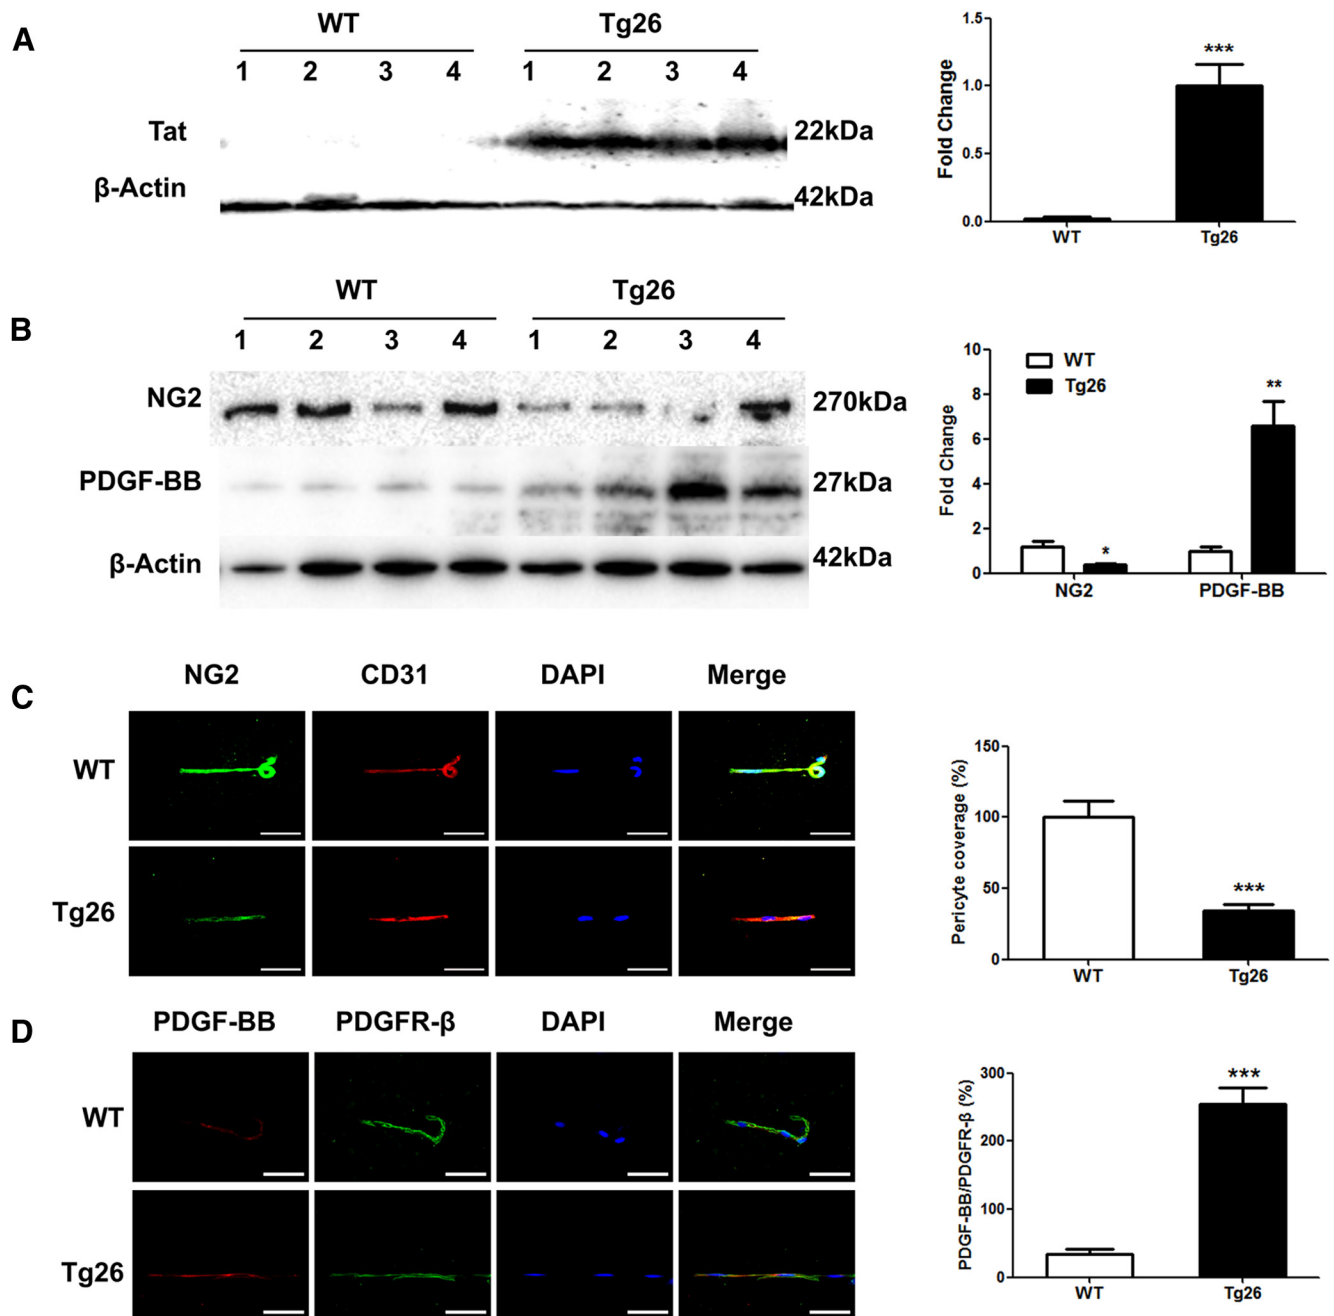 A
WT
Tg26
1 2 3 4 1 2 3 4
Tat
22kDa
β-Actin
42kDa
Fold Change
1.5
1.0
0.5
0.0
***
WT Tg26
B
WT
Tg26
1 2 3 4 1 2 3 4
NG2
270kDa
PDGF-BB
27kDa
β-Actin
42kDa
Fold Change
10
8
6
4
2
0
WT
Tg26
*
**
NG2 PDGF-BB
C
NG2 CD31 DAPI Merge
WT
Tg26
Pericyte coverage (%)
150
100
50
0
***
WT Tg26
D
PDGF-BB PDGFR-β DAPI Merge
WT
Tg26
PDGF-BB/PDGFR-β (%)
300
200
100
0
***
WT Tg26